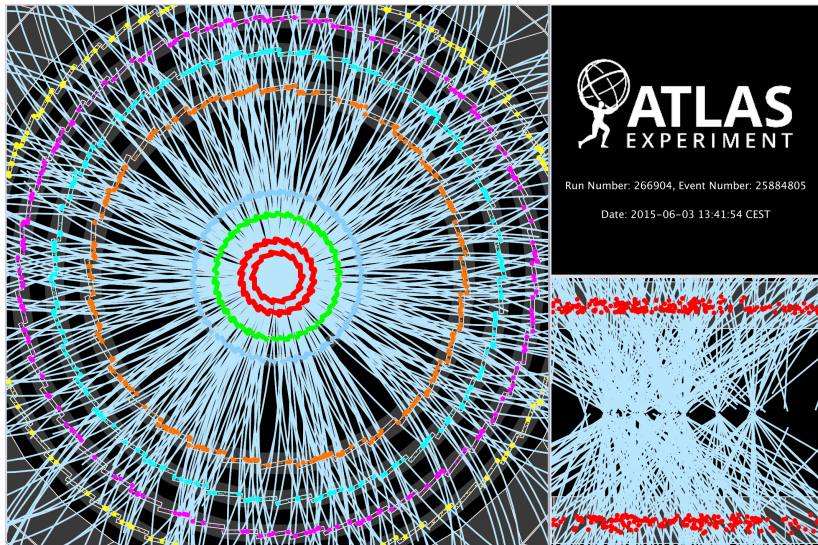 ATLAS
EXPERIMENT
Run Number: 266904, Event Number: 25884805
Date: 2015-06-03 13:41:54 CEST